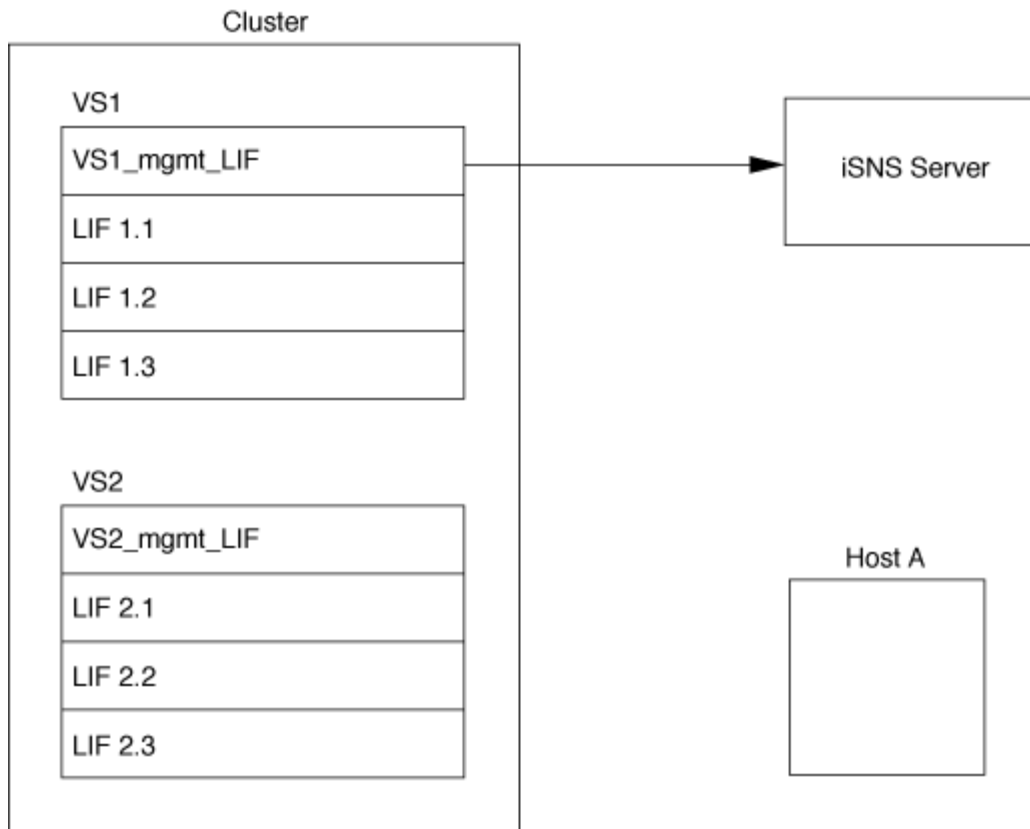 Cluster
VS1
VS1_mgmt_LIF
LIF 1.1
LIF 1.2
LIF 1.3
iSNS Server
VS2
VS2_mgmt_LIF
LIF 2.1
LIF 2.2
LIF 2.3
Host A